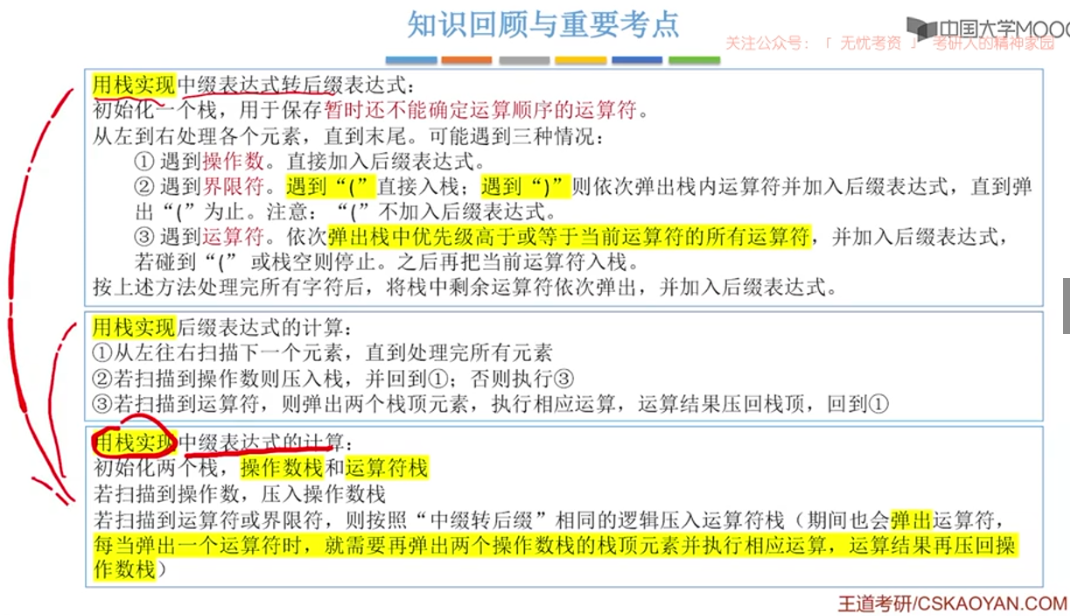 知识回顾与重要考点
中国大学MOOC
关注公众号：「 无忧考资 」 考研人的精神家园
用栈实现中缀表达式转后缀表达式：
初始化一个栈，用于保存暂时还不能确定运算顺序的运算符。
从左到右处理各个元素，直到末尾。可能遇到三种情况：
① 遇到操作数。直接加入后缀表达式。
② 遇到界限符。遇到“(”直接入栈；遇到“)”则依次弹出栈内运算符并加入后缀表达式，直到弹
出“(”为止。注意：“(”不加入后缀表达式。
③ 遇到运算符。依次弹出栈中优先级高于或等于当前运算符的所有运算符，并加入后缀表达式，
若碰到“(” 或栈空则停止。之后再把当前运算符入栈。
按上述方法处理完所有字符后，将栈中剩余运算符依次弹出，并加入后缀表达式。
用栈实现后缀表达式的计算：
①从左往右扫描下一个元素，直到处理完所有元素
②若扫描到操作数则压入栈，并回到①；否则执行③
③若扫描到运算符，则弹出两个栈顶元素，执行相应运算，运算结果压回栈顶，回到①
用栈实现中缀表达式的计算：
初始化两个栈，操作数栈和运算符栈
若扫描到操作数，压入操作数栈
若扫描到运算符或界限符，则按照“中缀转后缀”相同的逻辑压入运算符栈（期间也会弹出运算符，
每当弹出一个运算符时，就需要再弹出两个操作数栈的栈顶元素并执行相应运算，运算结果再压回操
作数栈）
王道考研/CSKAOYAN.COM